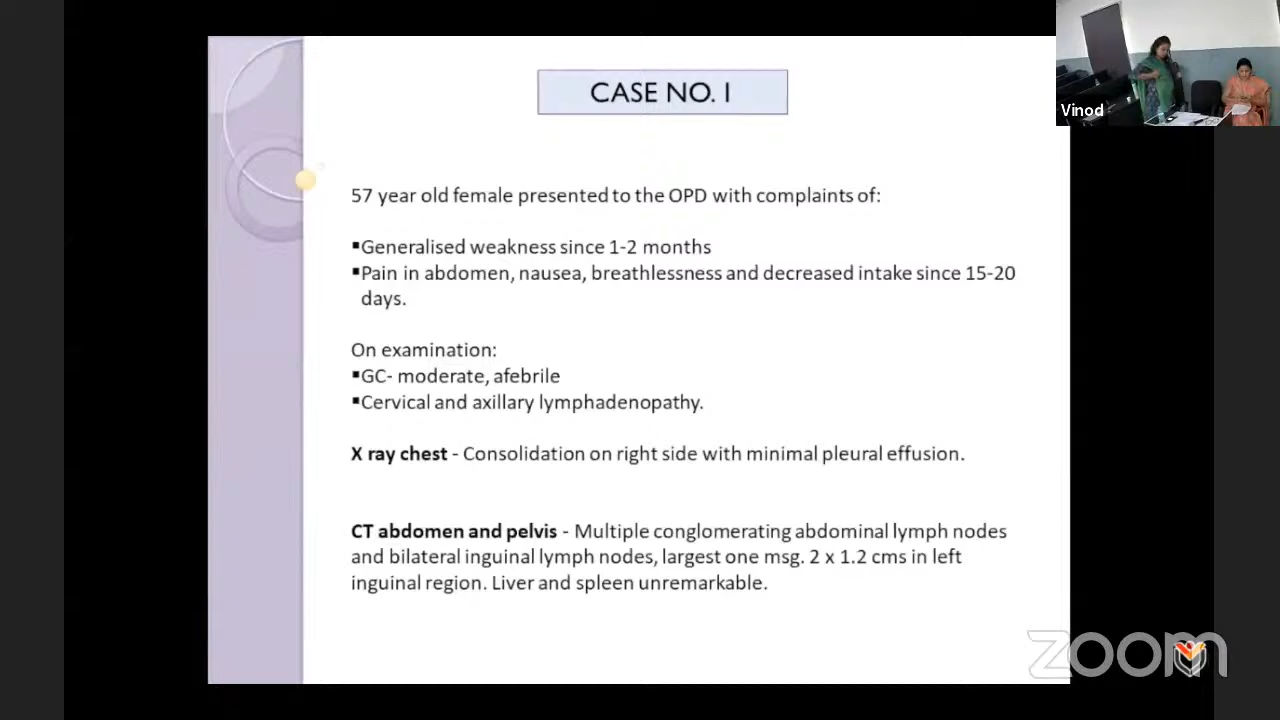 CASE NO. 1
Vinod
57 year old female presented to the OPD with complaints of:
▪Generalised weakness since 1-2 months
▪Pain in abdomen, nausea, breathlessness and decreased intake since 15-20
days.
On examination:
▪GC- moderate, afebrile
▪Cervical and axillary lymphadenopathy.
X ray chest - Consolidation on right side with minimal pleural effusion.
CT abdomen and pelvis - Multiple conglomerating abdominal lymph nodes
and bilateral inguinal lymph nodes, largest one msg. 2 x 1.2 cms in left
inguinal region. Liver and spleen unremarkable.
zoom